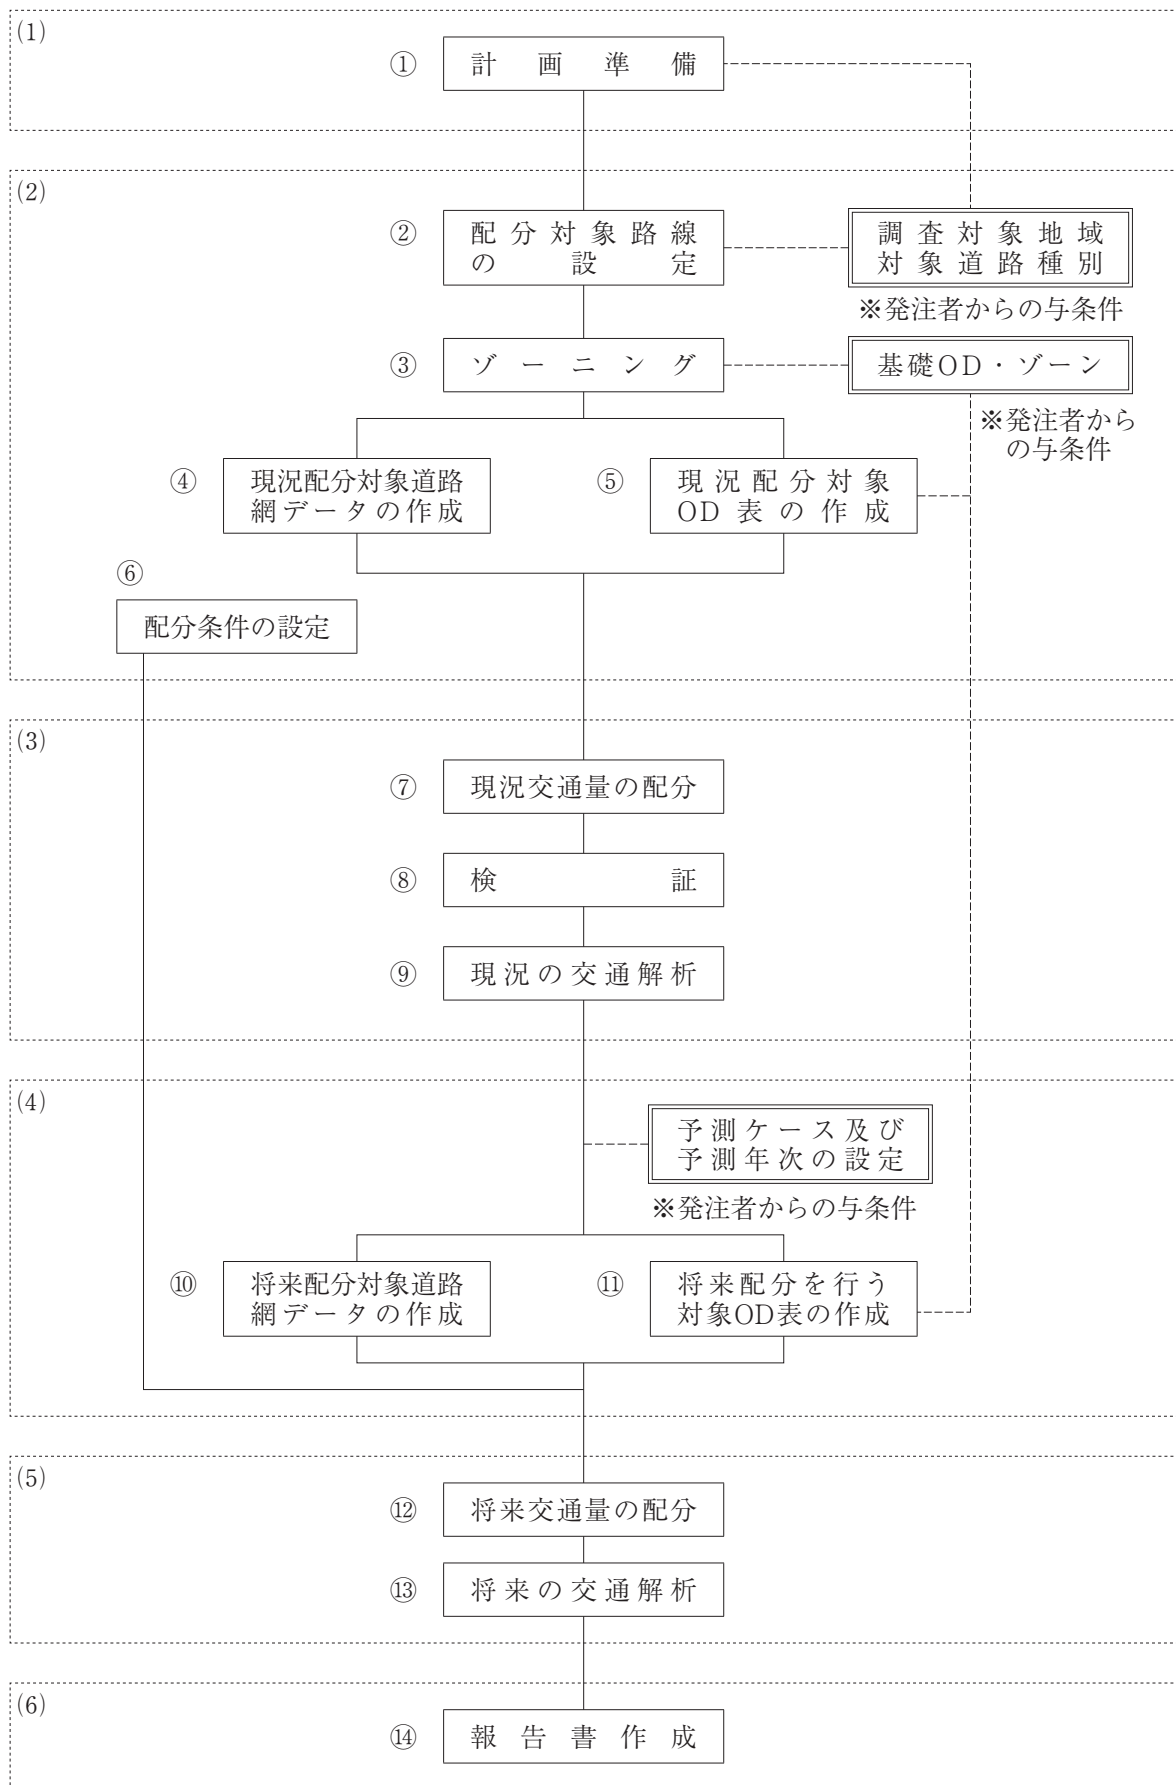 (1)
① 計画準備
(2)
② 配分対象路線
の設定
調査対象地域
対象道路種別
※発注者からの与条件
③ ゾーニング
基礎OD・ゾーン
※発注者から
の与条件
④ 現況配分対象道路
網データの作成
⑤ 現況配分対象
OD表の作成
⑥
配分条件の設定
(3)
⑦ 現況交通量の配分
⑧ 検証
⑨ 現況の交通解析
(4)
予測ケース及び
予測年次の設定
※発注者からの与条件
⑩ 将来配分対象道路
網データの作成
⑪ 将来配分を行う
対象OD表の作成
(5)
⑫ 将来交通量の配分
⑬ 将来の交通解析
(6)
⑭ 報告書作成